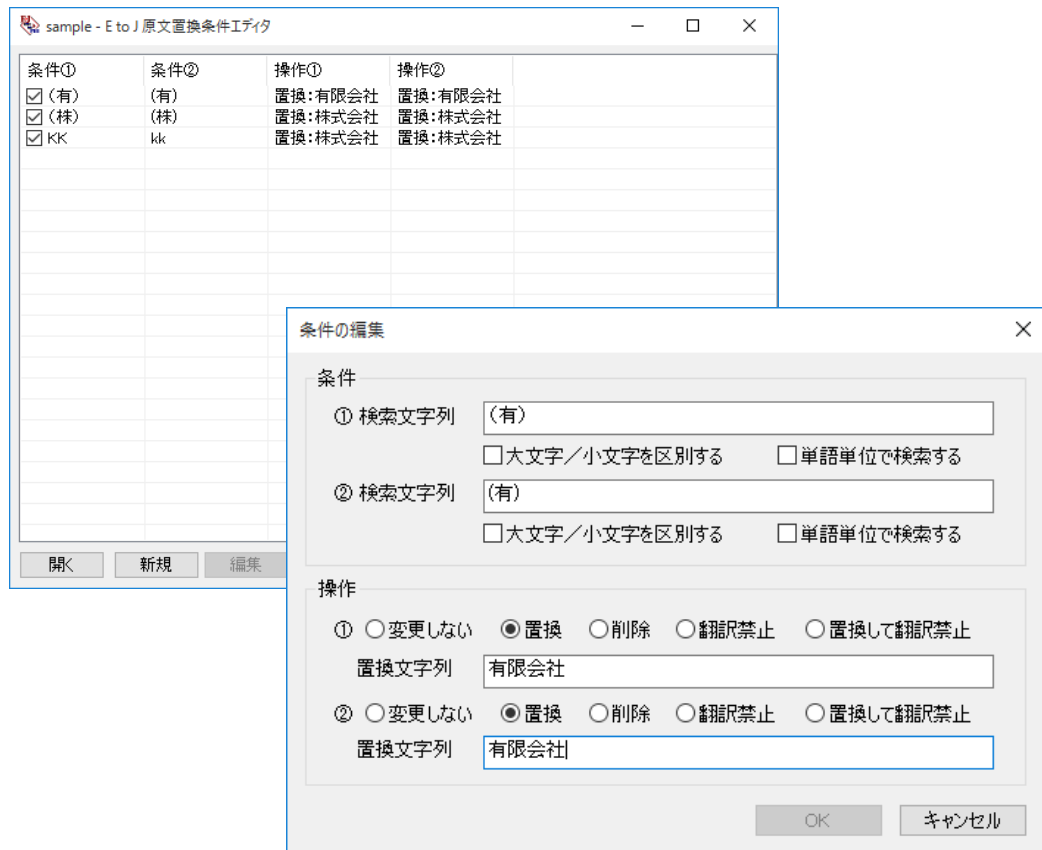 sample - E to J 原文置換条件エディタ
条件① 条件② 操作① 操作②
（有） (有) 置換:有限会社 置換:有限会社
（株） (株) 置換:株式会社 置換:株式会社
KK kk 置換:株式会社 置換:株式会社
開く 新規 編集
条件の編集
条件
① 検索文字列 （有）
大文字／小文字を区別する 単語単位で検索する
② 検索文字列 (有)
大文字／小文字を区別する 単語単位で検索する
操作
① 変更しない 置換 削除 翻訳禁止 置換して翻訳禁止
置換文字列 有限会社
② 変更しない 置換 削除 翻訳禁止 置換して翻訳禁止
置換文字列 有限会社
OK キャンセル